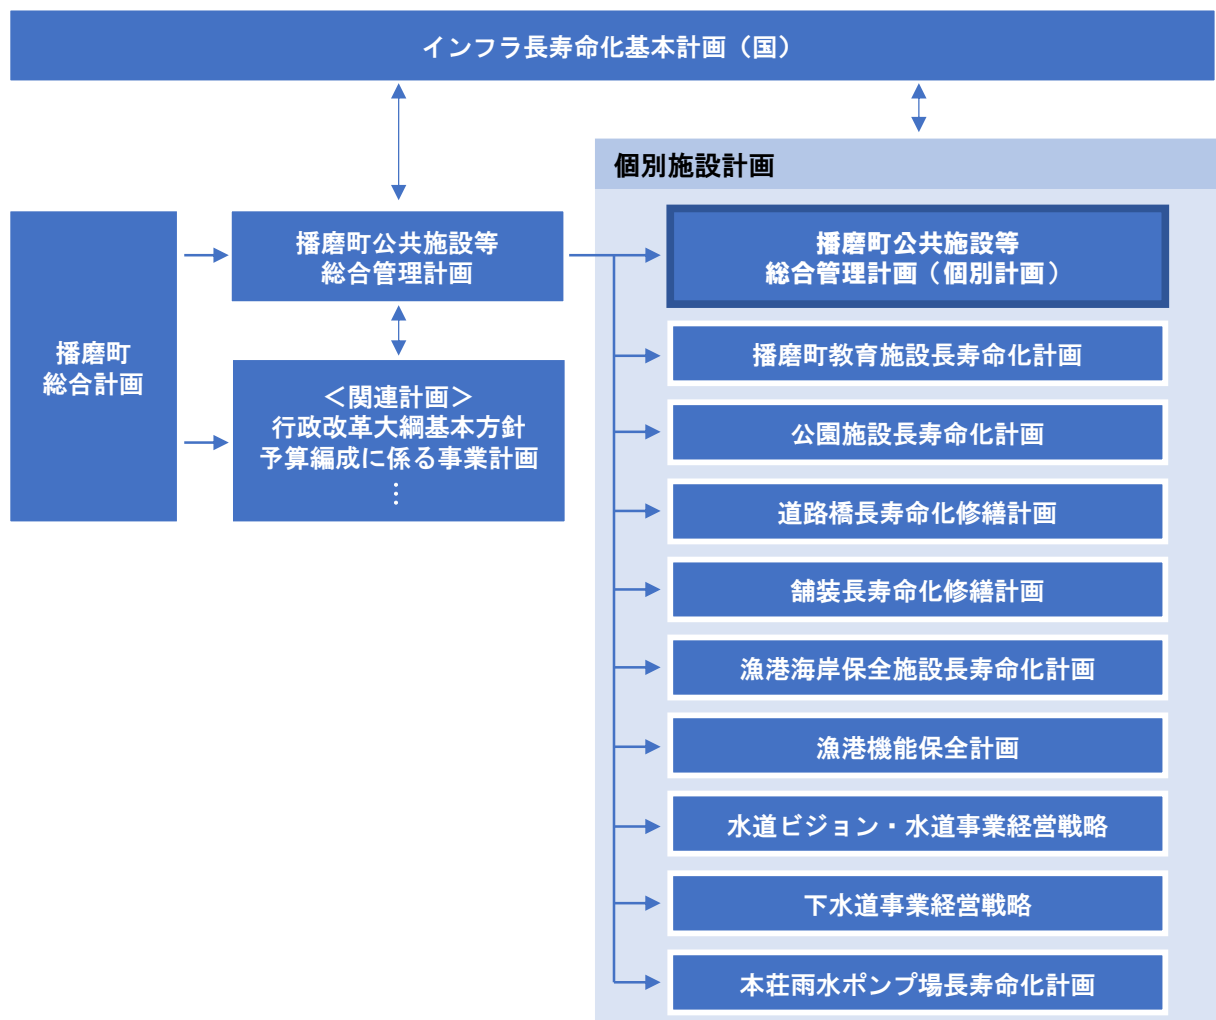 インフラ長寿命化基本計画（国）
個別施設計画
播磨町
総合計画
播磨町公共施設等
総合管理計画
＜関連計画＞
行政改革大綱基本方針
予算編成に係る事業計画
⋮
播磨町公共施設等
総合管理計画（個別計画）
播磨町教育施設長寿命化計画
公園施設長寿命化計画
道路橋長寿命化修繕計画
舗装長寿命化修繕計画
漁港海岸保全施設長寿命化計画
漁港機能保全計画
水道ビジョン・水道事業経営戦略
下水道事業経営戦略
本荘雨水ポンプ場長寿命化計画